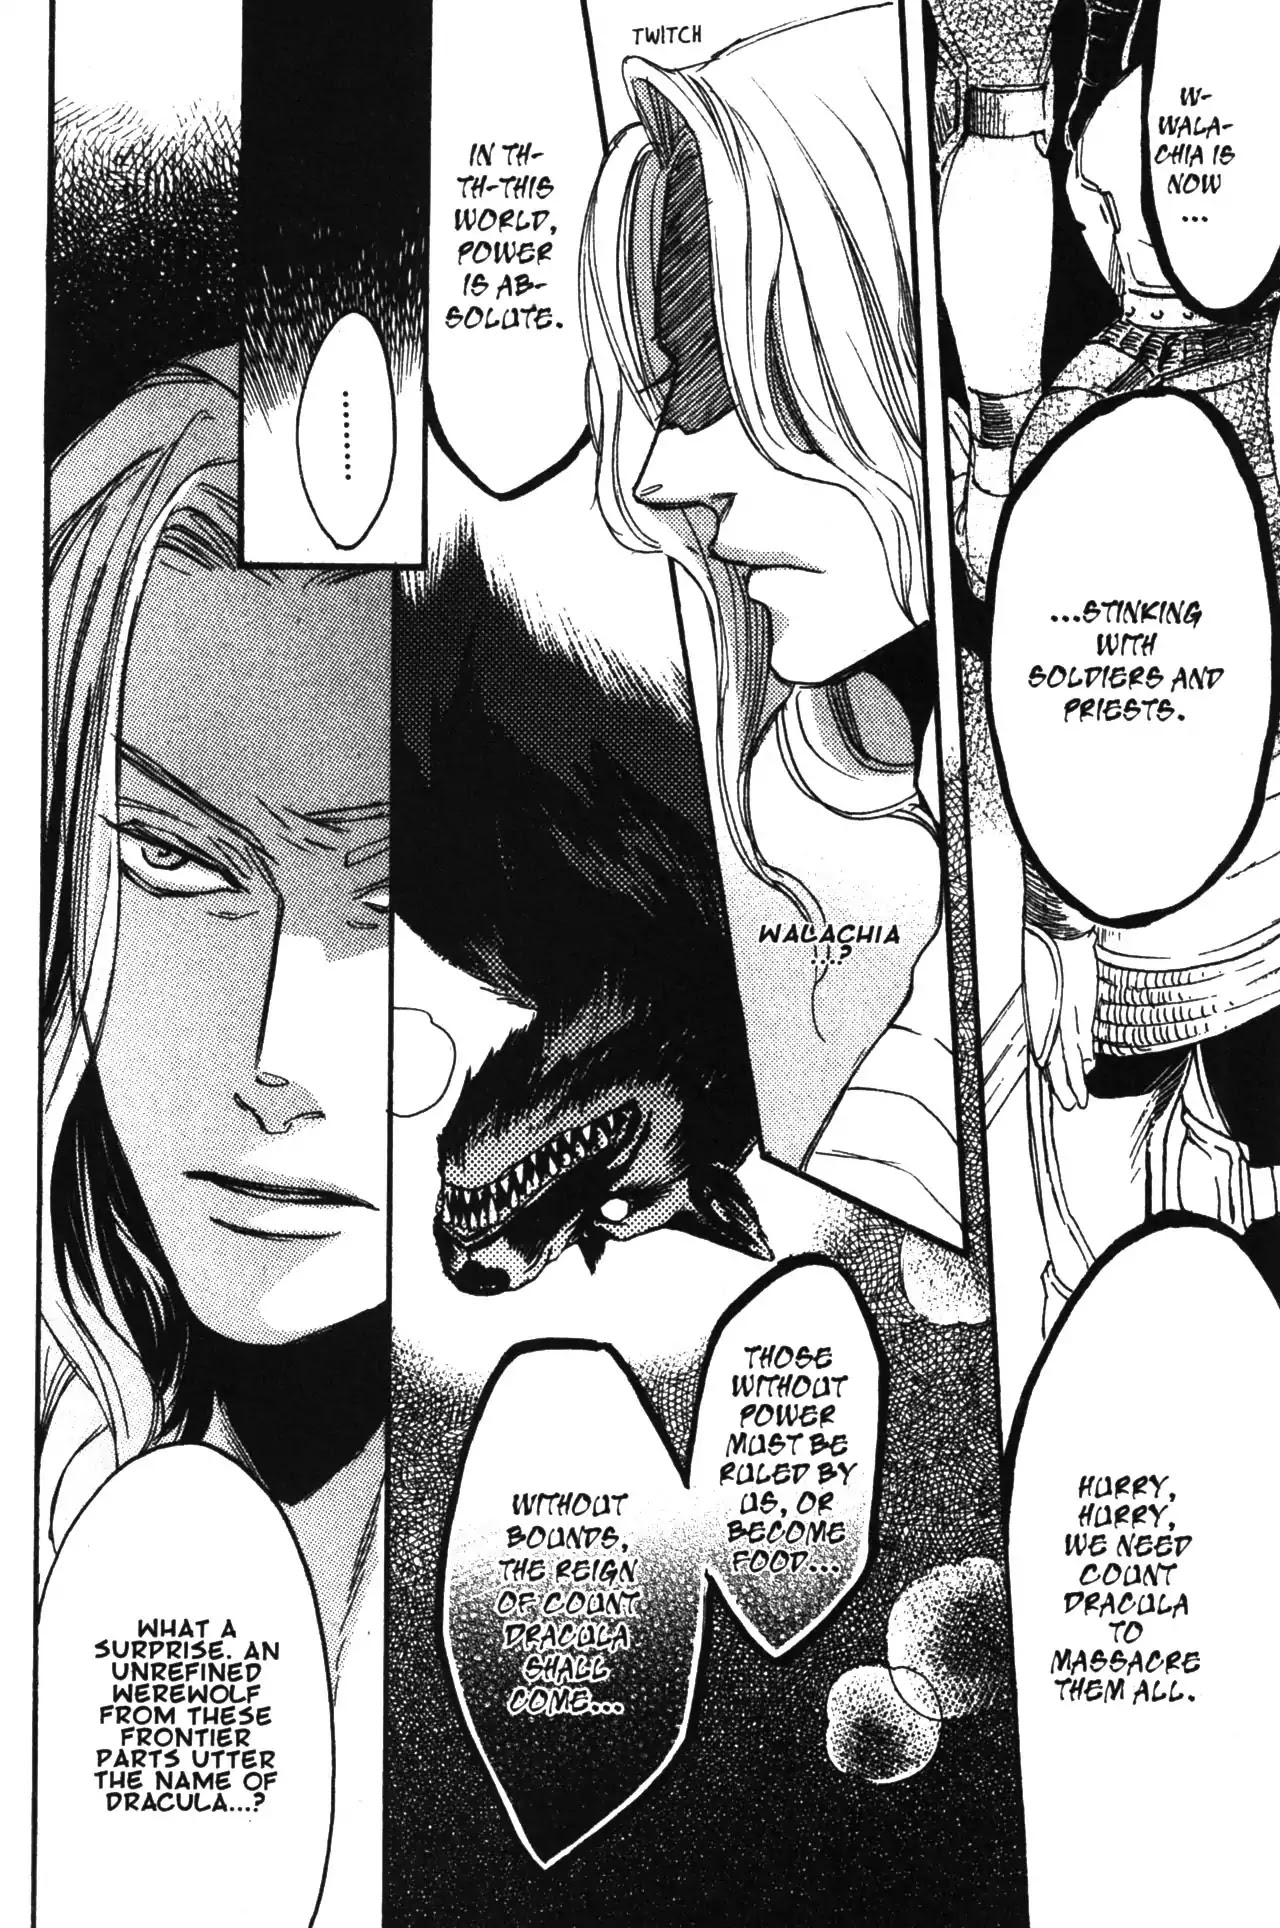 W-
WALA-
CHIA IS
NOW
...
...STINKING
WITH
SOLDIERS AND
PRIESTS.
HURRY,
HURRY,
WE NEED
COUNT
DRACULA
TO
MASSACRE
THEM ALL.
TWITCH
WALACHIA
...?
IN TH-
TH-THIS
WORLD,
POWER
IS AB-
SOLUTE.
THOSE
WITHOUT
POWER
MUST BE
RULED BY
US, OR
BECOME
FOOD...
WITHOUT
BOUNDS,
THE REIGN
OF COUNT
DRACULA
SHALL
COME...
........
WHAT A
SURPRISE. AN
UNREFINED
WEREWOLF
FROM THESE
FRONTIER
PARTS UTTER
THE NAME OF
DRACULA...?